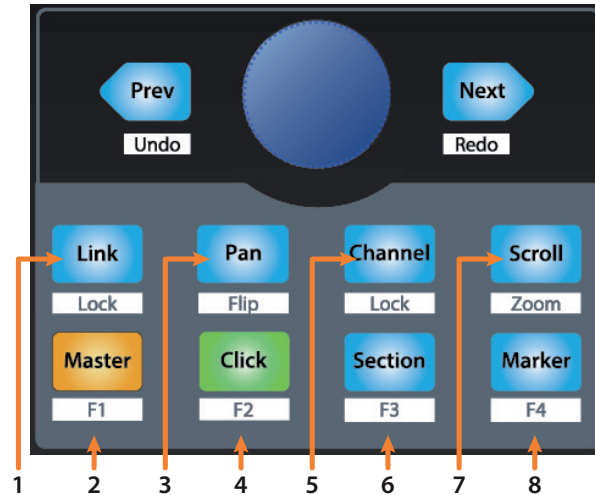 Prev Next
Undo Redo
Link Pan Channel Scroll
Lock Flip Lock Zoom
Master Click Section Marker
F1 F2 F3 F4
1 2 3 4 5 6 7 8